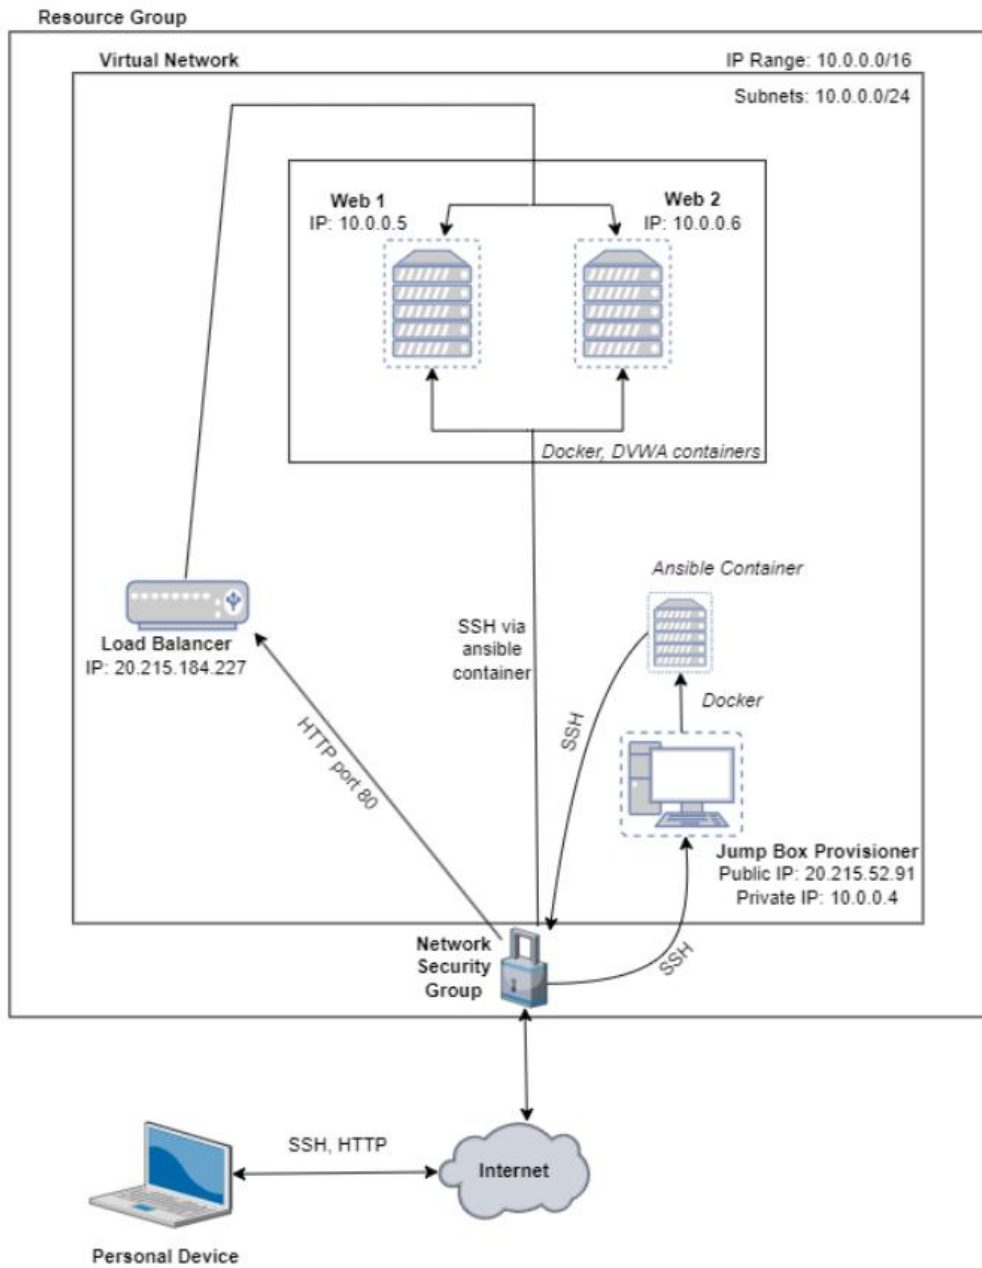 Resource Group
Virtual Network
IP Range: 10.0.0.0/16
Subnets: 10.0.0.0/24
Web 1
IP: 10.0.0.5
Web 2
IP: 10.0.0.6
Docker, DVWA containers
Ansible Container
Load Balancer
IP: 20.215.184.227
SSH via
ansible
container
SSH
Docker
HTTP port 80
Jump Box Provisioner
Public IP: 20.215.52.91
Private IP: 10.0.0.4
Network
Security
Group
SSH
SSH, HTTP
Internet
Personal Device